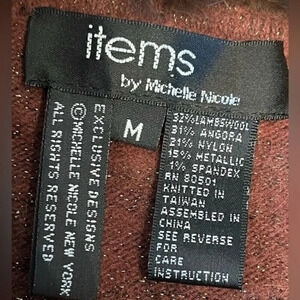 items
by Michelle Nicole
M
EXCLUSIVE DESIGNS
©MICHELLE NICOLE NEW YORK
ALL RIGHTS RESERVED
32% LAMBSWOOL
31% ANGORA
21% NYLON
15% METALLIC
1% SPANDEX
RN 80501
KNITTED IN
TAIWAN
ASSEMBLED IN
CHINA
SEE REVERSE
FOR
CARE
INSTRUCTION